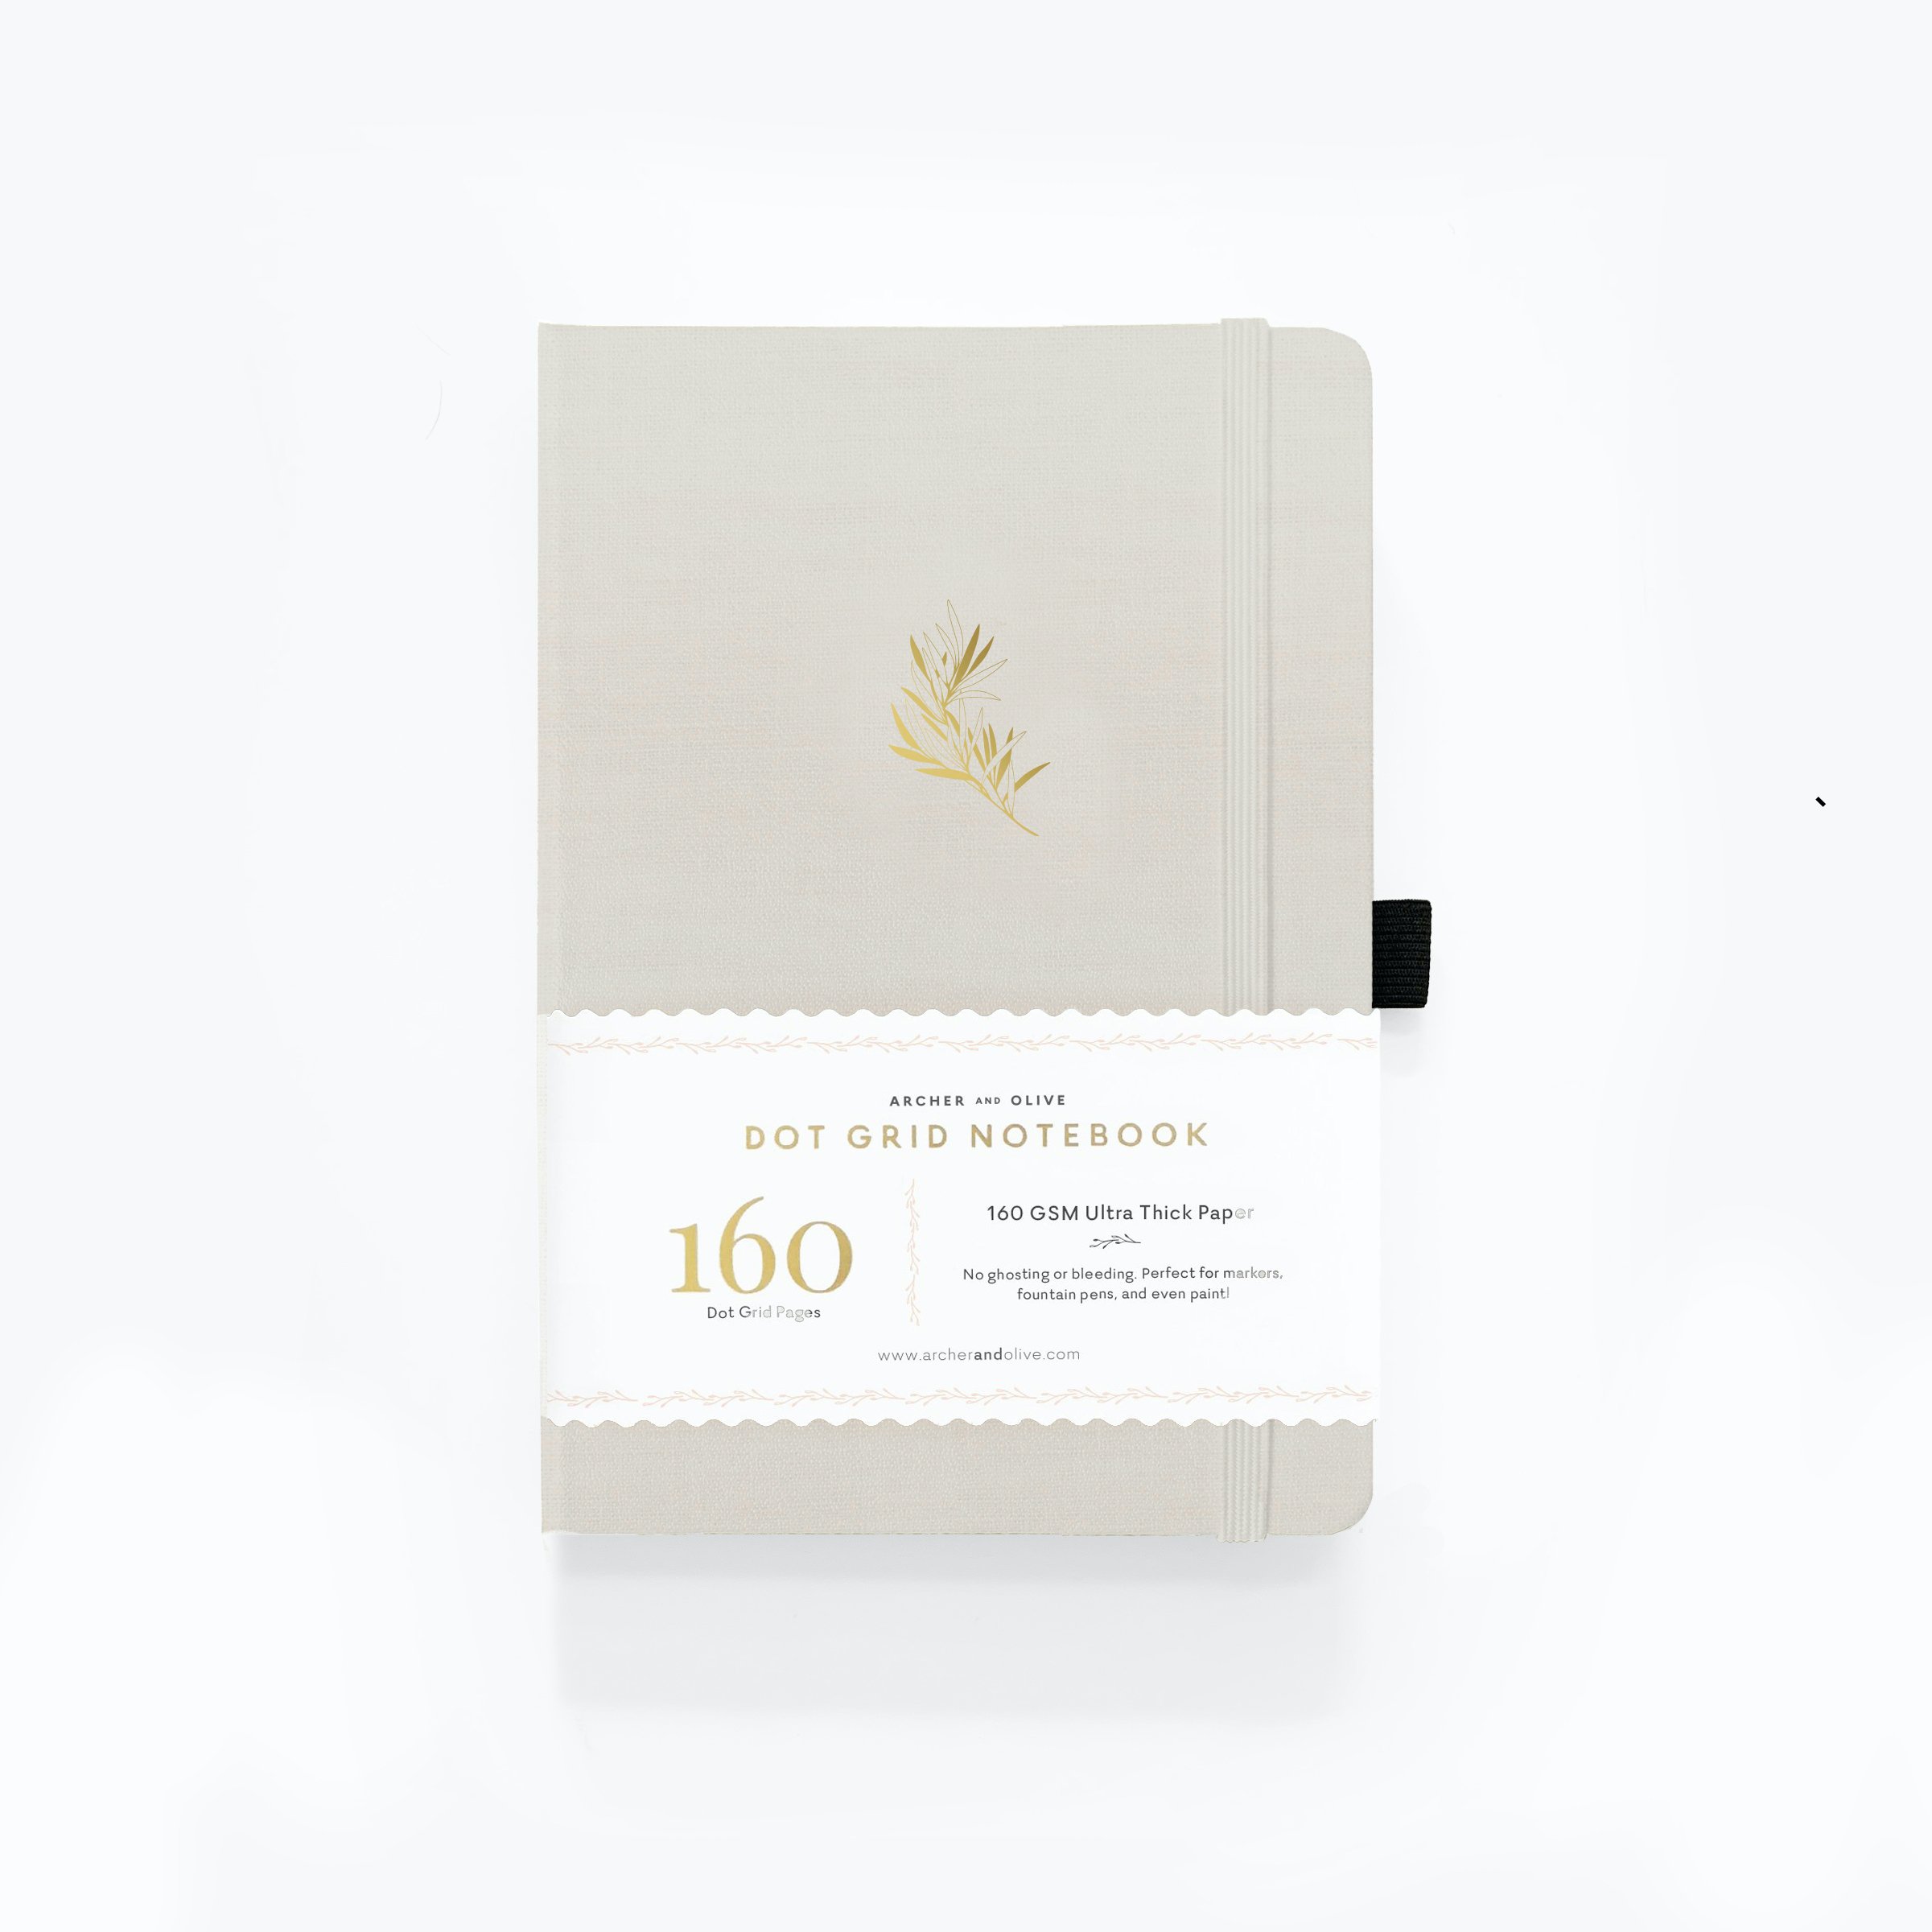 ARCHER AND OLIVE
DOT GRID NOTEBOOK
160
Dot Grid Pages
160 GSM Ultra Thick Paper
No ghosting or bleeding. Perfect for markers,
fountain pens, and even paint!
www.archerandolive.com